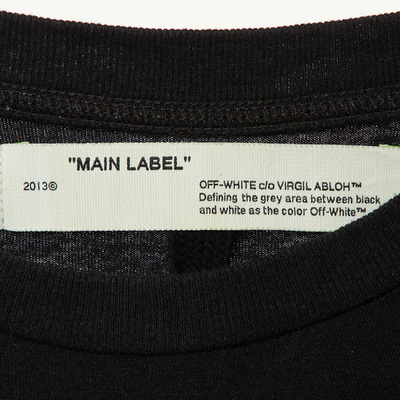 "MAIN LABEL"
2013©
OFF-WHITE c/o VIRGIL ABLOH™
Defining the grey area between black
and white as the color Off-White™